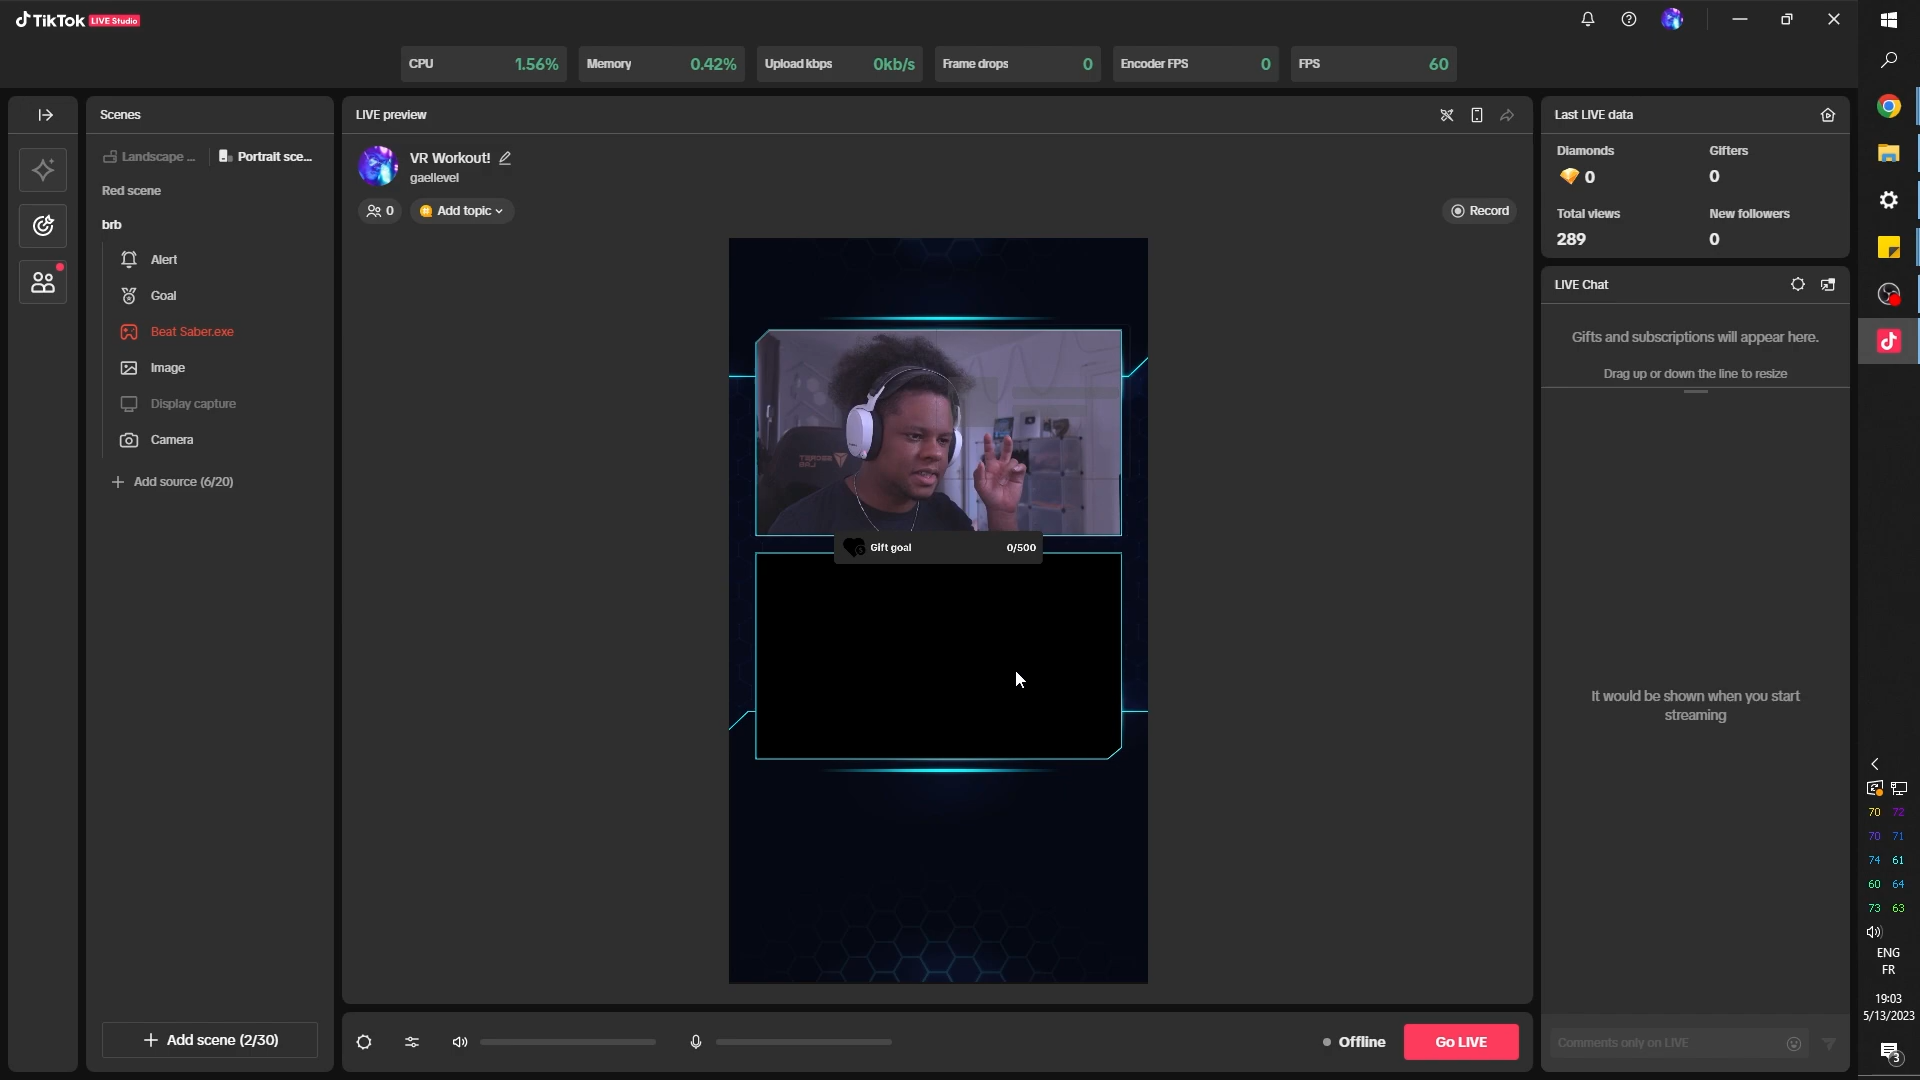 TikTok LIVE Studio
CPU 1.56%
Memory 0.42%
Upload kbps 0kb/s
Frame drops 0
Encoder FPS 0
FPS 60
Scenes
Landscape ...
Portrait sce...
Red scene
brb
Alert
Goal
Beat Saber.exe
Image
Display capture
Camera
Add source (6/20)
Add scene (2/30)
LIVE preview
VR Workout!
gaellevel
0
Add topic
Record
SECRET
LAB
Gift goal 0/500
Offline
Go LIVE
Last LIVE data
Diamonds
0
Gifters
0
Total views
289
New followers
0
LIVE Chat
Gifts and subscriptions will appear here.
Drag up or down the line to resize
It would be shown when you start
streaming
Comments only on LIVE
70 72
70 71
74 61
60 64
73 63
ENG
FR
19:03
5/13/2023
3